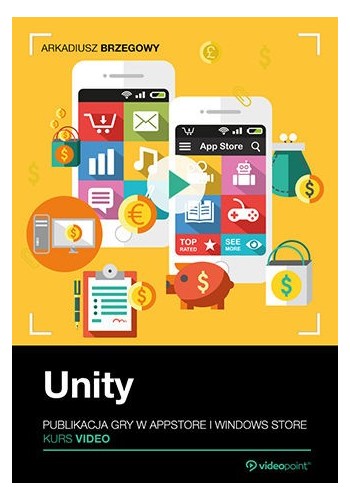 ARKADIUSZ BRZEGOWY
App Store
TOP
RATED
SEE
MORE
Unity
PUBLIKACJA GRY W APPSTORE I WINDOWS STORE
KURS VIDEO
videopoint